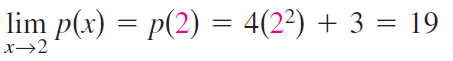 lim p(x) = p(2) = 4(2²) + 3 = 19
x→2